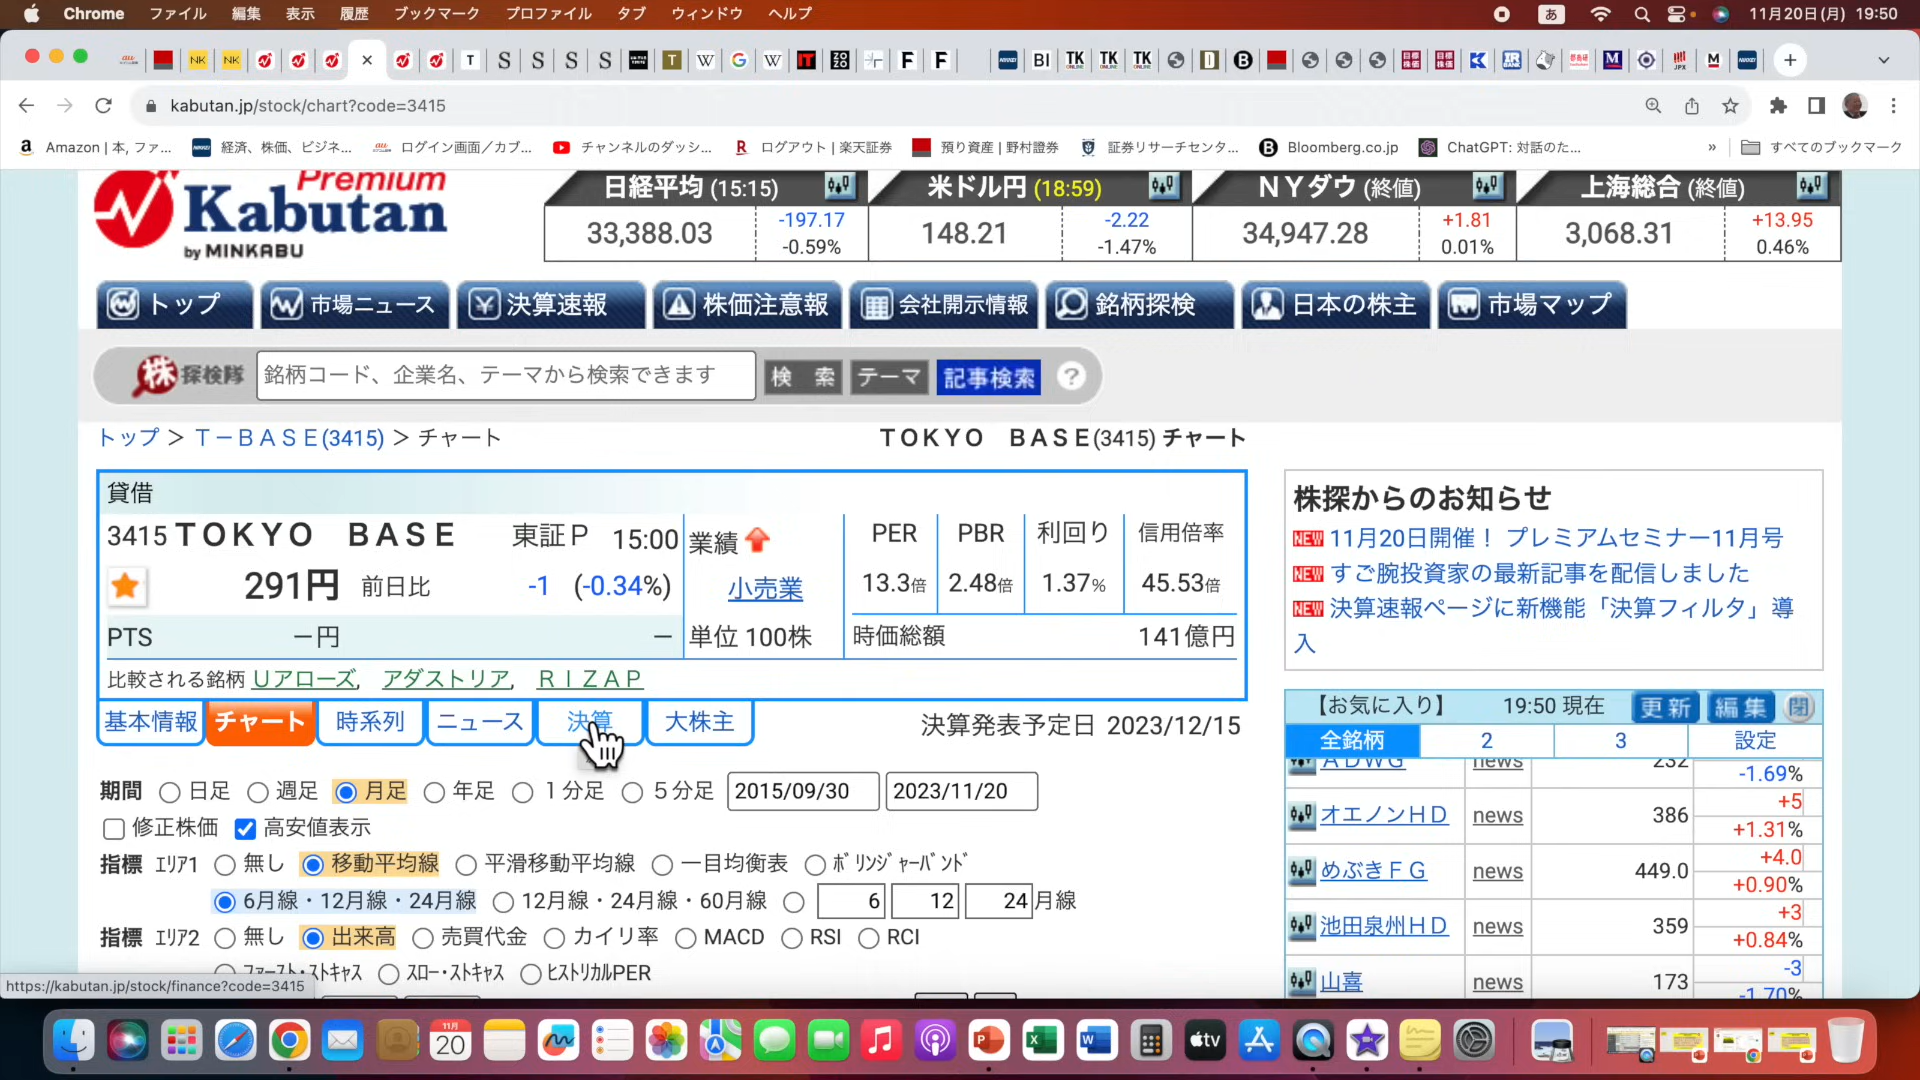 Chrome ファイル 編集 表示 履歴 ブックマーク プロファイル タブ ウィンドウ ヘルプ あ 11月20日(月) 19:50
kabutan.jp/stock/chart?code=3415
Amazon | 本, ファ... 経済、株価、ビジネ... ログイン画面／カブ... チャンネルのダッシ... ログアウト | 楽天証券 預り資産 | 野村證券 証券リサーチセンタ... Bloomberg.co.jp ChatGPT: 対話のた... » すべてのブックマーク
Premium
Kabutan
by MINKABU
日経平均 (15:15) 米ドル円 (18:59) ＮＹダウ (終値) 上海総合 (終値)
33,388.03 -197.17 -0.59% 148.21 -2.22 -1.47% 34,947.28 +1.81 0.01% 3,068.31 +13.95 0.46%
トップ 市場ニュース 決算速報 株価注意報 会社開示情報 銘柄探検 日本の株主 市場マップ
株探検隊 銘柄コード、企業名、テーマから検索できます 検 索 テーマ 記事検索 ?
トップ ＞ Ｔ－ＢＡＳＥ(3415) ＞ チャート ＴＯＫＹＯ　ＢＡＳＥ(3415) チャート
貸借
3415 ＴＯＫＹＯ　ＢＡＳＥ 東証Ｐ 15:00 業績 PER PBR 利回り 信用倍率
291円 前日比 -1 (-0.34%) 小売業 13.3倍 2.48倍 1.37% 45.53倍
PTS －円 － 単位 100株 時価総額 141億円
比較される銘柄 Ｕアローズ, アダストリア, ＲＩＺＡＰ
基本情報 チャート 時系列 ニュース 決算 大株主 決算発表予定日 2023/12/15
期間 日足 週足 月足 年足 １分足 ５分足 2015/09/30 2023/11/20
修正株価 高安値表示
指標 ｴﾘｱ1 無し 移動平均線 平滑移動平均線 一目均衡表 ﾎﾞﾘﾝｼﾞｬｰﾊﾞﾝﾄﾞ
6月線・12月線・24月線 12月線・24月線・60月線 6 12 24 月線
指標 ｴﾘｱ2 無し 出来高 売買代金 カイリ率 MACD RSI RCI
ﾌｧｰｽﾄ・ｽﾄｷｬｽ ｽﾛｰ・ｽﾄｷｬｽ ﾋｽﾄﾘｶﾙPER
https://kabutan.jp/stock/finance?code=3415
株探からのお知らせ
NEW 11月20日開催！ プレミアムセミナー11月号
NEW すご腕投資家の最新記事を配信しました
NEW 決算速報ページに新機能「決算フィルタ」導
入
【お気に入り】 19:50 現在 更新 編集 閉
全銘柄 2 3 設定
ＡＤＷＧ news 232 -1.69%
オエノンＨＤ news 386 +5 +1.31%
めぶきＦＧ news 449.0 +4.0 +0.90%
池田泉州ＨＤ news 359 +3 +0.84%
山喜 news 173 -3 -1.70%
11月
20
tv